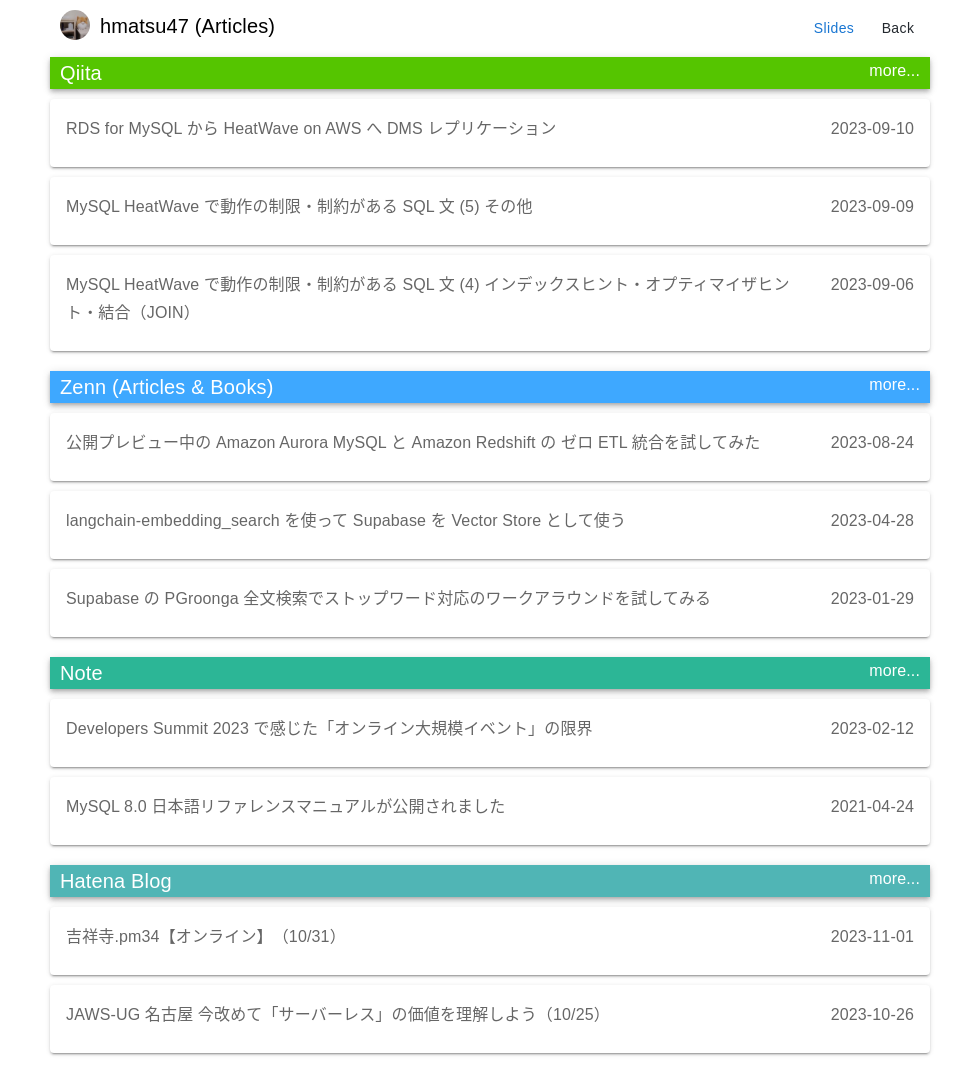 hmatsu47 (Articles)
Slides
Back
Qiita
more...
RDS for MySQL から HeatWave on AWS へ DMS レプリケーション
2023-09-10
MySQL HeatWave で動作の制限・制約がある SQL 文 (5) その他
2023-09-09
MySQL HeatWave で動作の制限・制約がある SQL 文 (4) インデックスヒント・オプティマイザヒン
ト・結合（JOIN）
2023-09-06
Zenn (Articles & Books)
more...
公開プレビュー中の Amazon Aurora MySQL と Amazon Redshift の ゼロ ETL 統合を試してみた
2023-08-24
langchain-embedding_search を使って Supabase を Vector Store として使う
2023-04-28
Supabase の PGroonga 全文検索でストップワード対応のワークアラウンドを試してみる
2023-01-29
Note
more...
Developers Summit 2023 で感じた「オンライン大規模イベント」の限界
2023-02-12
MySQL 8.0 日本語リファレンスマニュアルが公開されました
2021-04-24
Hatena Blog
more...
吉祥寺.pm34【オンライン】（10/31）
2023-11-01
JAWS-UG 名古屋 今改めて「サーバーレス」の価値を理解しよう（10/25）
2023-10-26